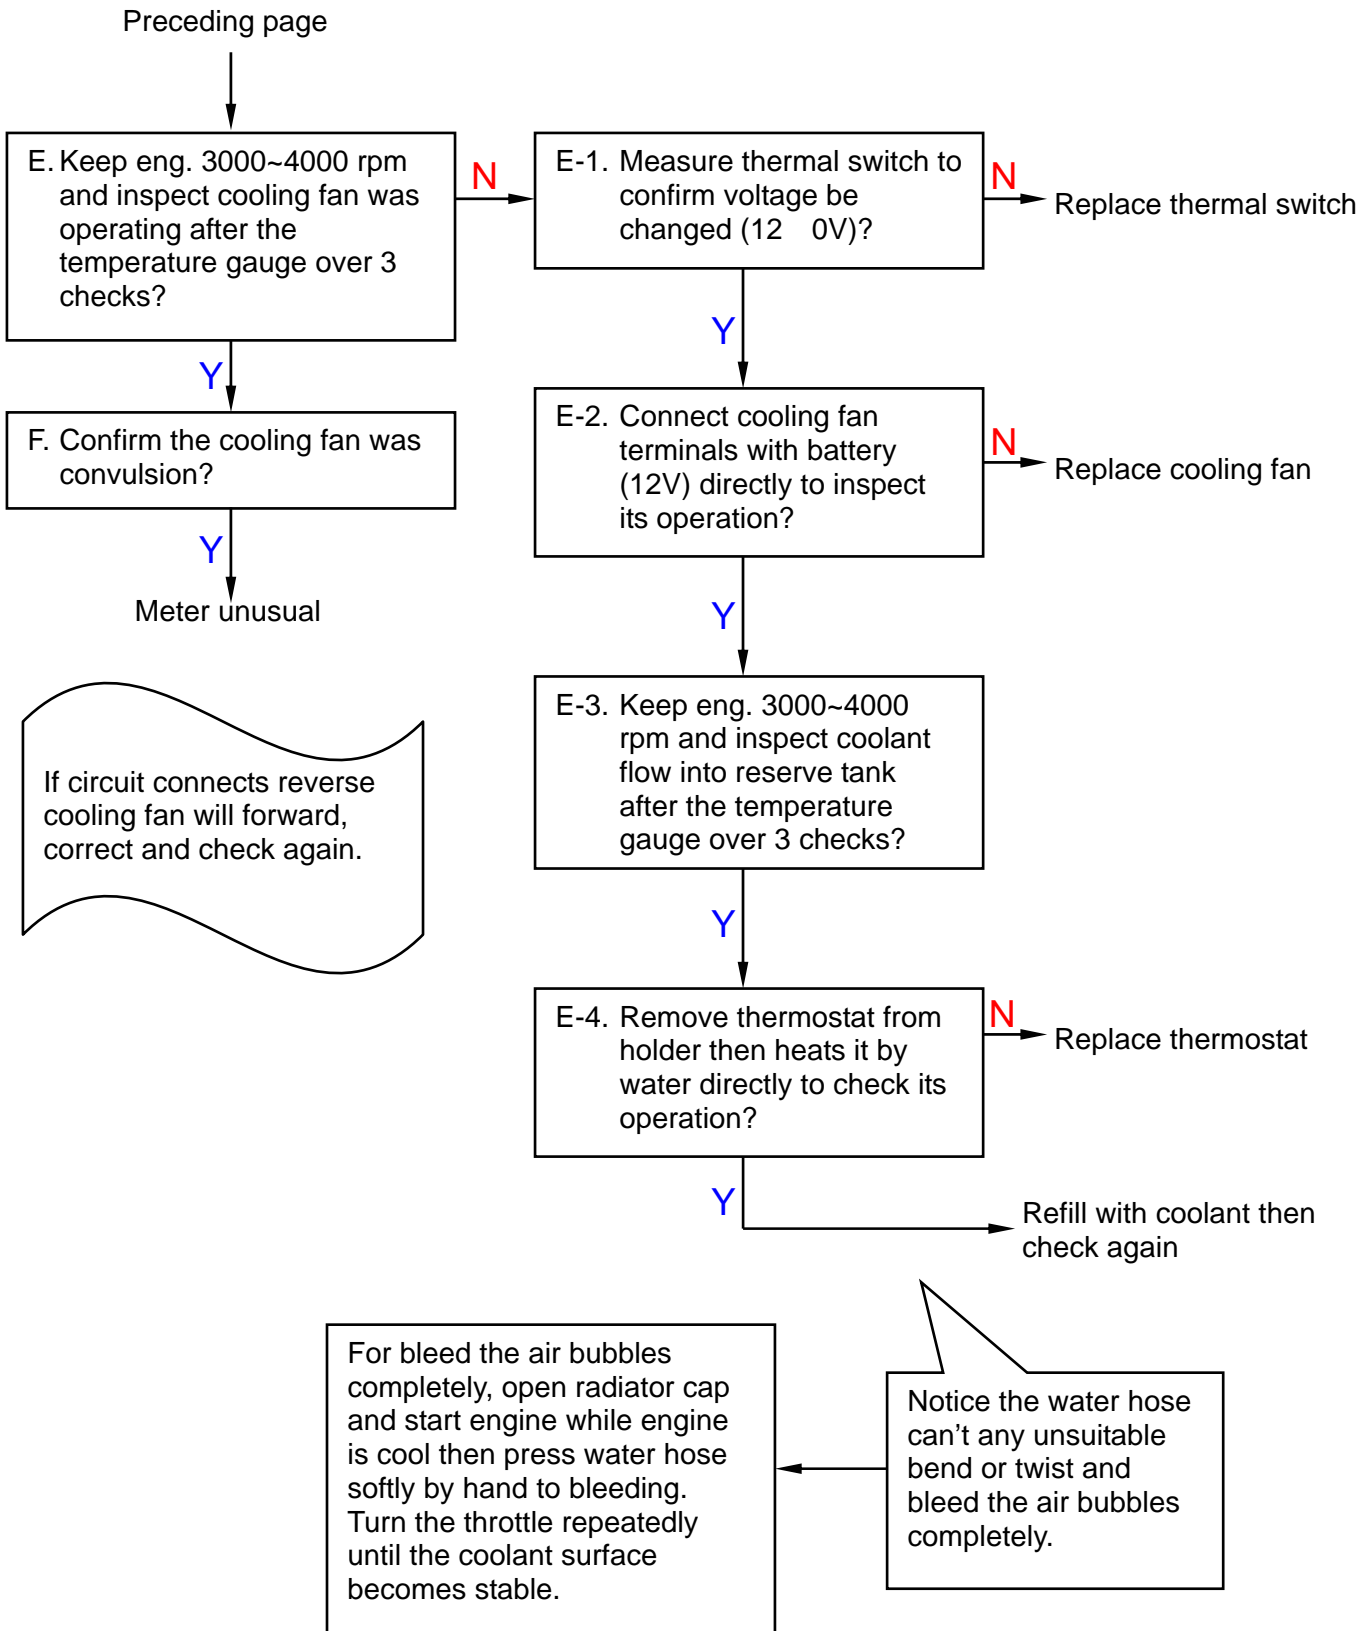 Preceding page
E. Keep eng. 3000~4000 rpm
and inspect cooling fan was
operating after the
temperature gauge over 3
checks?
N
E-1. Measure thermal switch to
confirm voltage be
changed (12   0V)?
N
Replace thermal switch
Y
Y
F. Confirm the cooling fan was
convulsion?
E-2. Connect cooling fan
terminals with battery
(12V) directly to inspect
its operation?
N
Replace cooling fan
Y
Meter unusual
Y
If circuit connects reverse
cooling fan will forward,
correct and check again.
E-3. Keep eng. 3000~4000
rpm and inspect coolant
flow into reserve tank
after the temperature
gauge over 3 checks?
Y
E-4. Remove thermostat from
holder then heats it by
water directly to check its
operation?
N
Replace thermostat
Y
Refill with coolant then
check again
For bleed the air bubbles
completely, open radiator cap
and start engine while engine
is cool then press water hose
softly by hand to bleeding.
Turn the throttle repeatedly
until the coolant surface
becomes stable.
Notice the water hose
can’t any unsuitable
bend or twist and
bleed the air bubbles
completely.